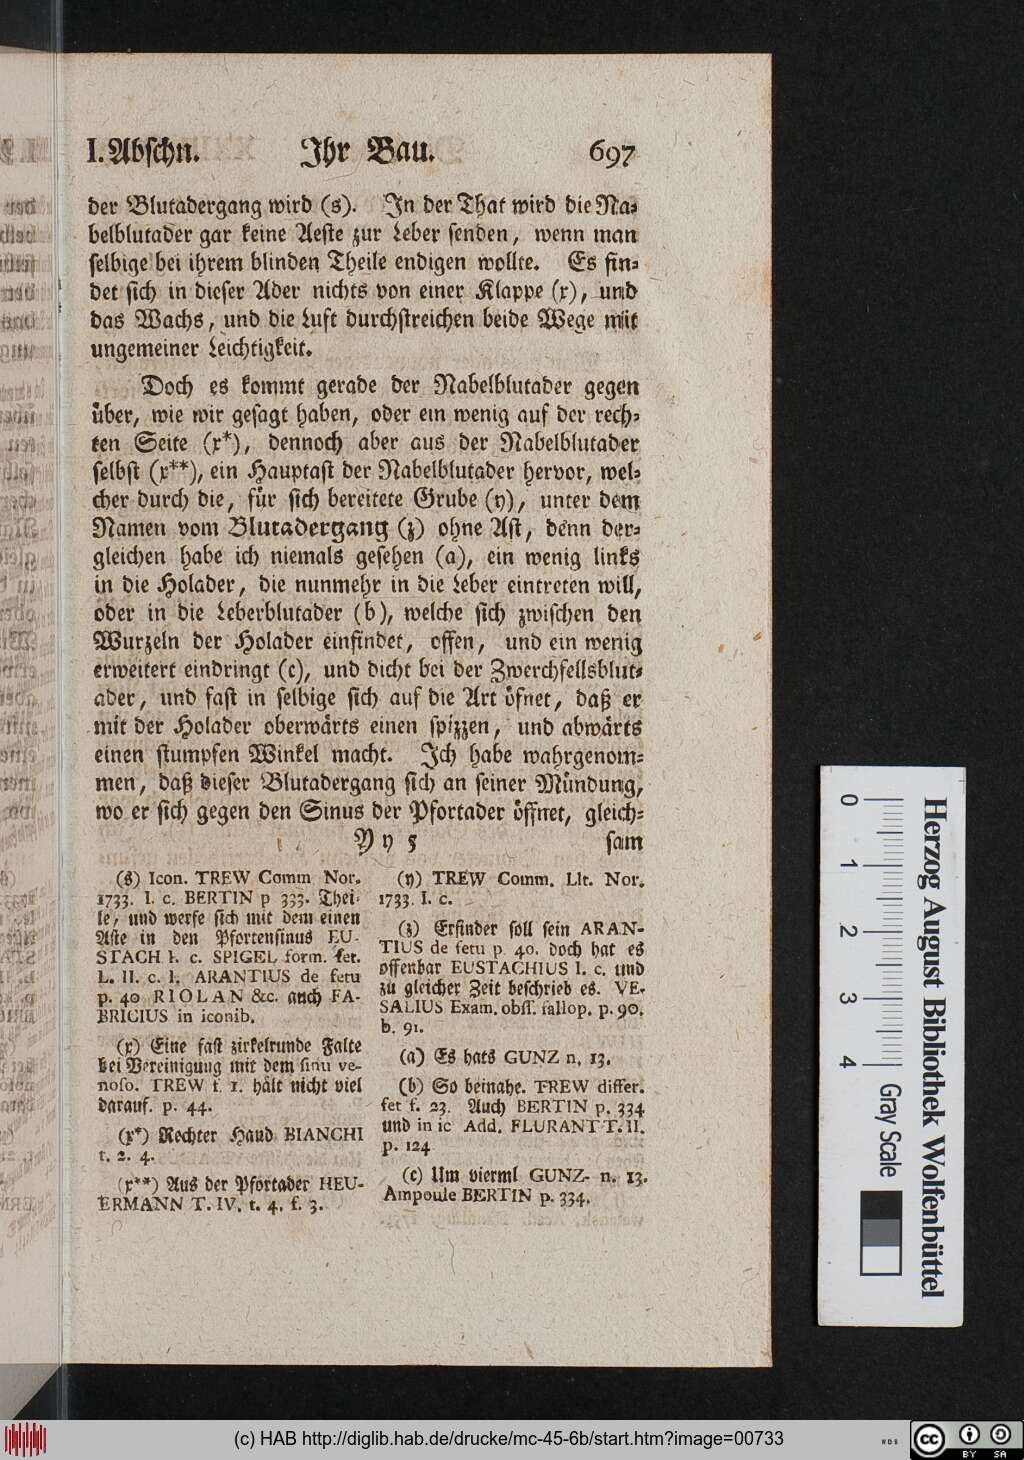 I. Abschn. Ihr Bau. 697
der Blutadergang wird (s). In der That wird die Na-
belblutader gar keine Aeste zur Leber senden, wenn man
selbige bei ihrem blinden Theile endigen wollte. Es fin-
det sich in dieser Ader nichts von einer Klappe (x), und
das Wachs, und die Luft durchstreichen beide Wege mit
ungemeiner Leichtigkeit.
Doch es kommt gerade der Nabelblutader gegen
über, wie wir gesagt haben, oder ein wenig auf der rech-
ten Seite (x*), dennoch aber aus der Nabelblutader
selbst (x**), ein Hauptast der Nabelblutader hervor, wel-
cher durch die, für sich bereitete Grube (y), unter dem
Namen vom Blutadergang (z) ohne Ast, denn der-
gleichen habe ich niemals gesehen (a), ein wenig links
in die Holader, die nunmehr in die Leber eintreten will,
oder in die Leberblutader (b), welche sich zwischen den
Wurzeln der Holader einfindet, offen, und ein wenig
erweitert eindringt (c), und dicht bei der Zwerchfellsblut-
ader, und fast in selbige sich auf die Art öfnet, daß er
mit der Holader oberwärts einen spizzen, und abwärts
einen stumpfen Winkel macht. Ich habe wahrgenom-
men, daß dieser Blutadergang sich an seiner Mündung,
wo er sich gegen den Sinus der Pfortader öffnet, gleich-
Y y 5 sam
(s) Icon. TREW Comm Nor.
1733. l. c. BERTIN p 333. Thei-
le, und werfe sich mit dem einen
Aste in den Pfortensinus EU-
STACH l. c. SPIGEL form. fet.
L. II. c. I. ARANTIUS de fetu
p. 40 RIOLAN &c. auch FA-
BRICIUS in iconib.
(x) Eine fast zirkelrunde Falte
bei Vereinigung mit dem sinu ve-
noso. TREW f. 1. hält nicht viel
darauf. p. 44.
(x*) Rechter Hand BIANCHI
t. 2. 4.
(x**) Aus der Pfortader HEU-
ERMANN T. IV. t. 4. f. 3.
(y) TREW Comm. Lit. Nor.
1733. l. c.
(z) Erfinder soll sein ARAN-
TIUS de fetu p. 40. doch hat es
offenbar EUSTACHIUS l. c. und
zu gleicher Zeit beschrieb es. VE-
SALIUS Exam. obss. fallop. p. 90.
b. 91.
(a) Es hats GUNZ n. 13.
(b) So beinahe. TREW differ.
fet f. 23. Auch BERTIN p. 334
und in ic Add. FLURANT T. II.
p. 124
(c) Um vierml GUNZ. n. 13.
Ampoule BERTIN p. 334.
0 1 2 3 4
Herzog August Bibliothek Wolfenbüttel
Gray Scale
(c) HAB http://diglib.hab.de/drucke/mc-45-6b/start.htm?image=00733
cc BY SA